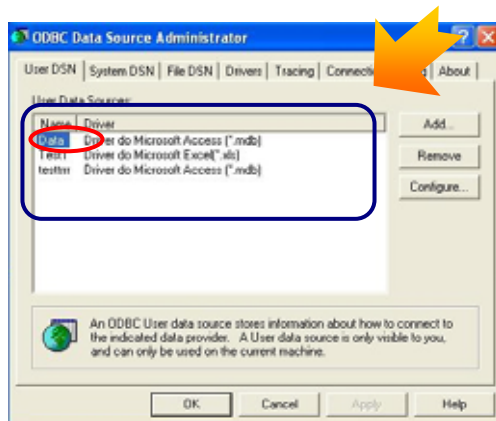 ODBC Data Source Administrator
User DSN System DSN File DSN Drivers Tracing About
User Data Sources:
Name Driver
Data Driver do Microsoft Access (*.mdb)
Test1 Driver do Microsoft Excel(*.xls)
Driver do Microsoft Access (*.mdb)
Add...
Remove
Configure...
An ODBC User data source stores information about how to connect to
the indicated data provider. A User data source is only visible to you,
and can only be used on the current machine.
OK Cancel Apply Help